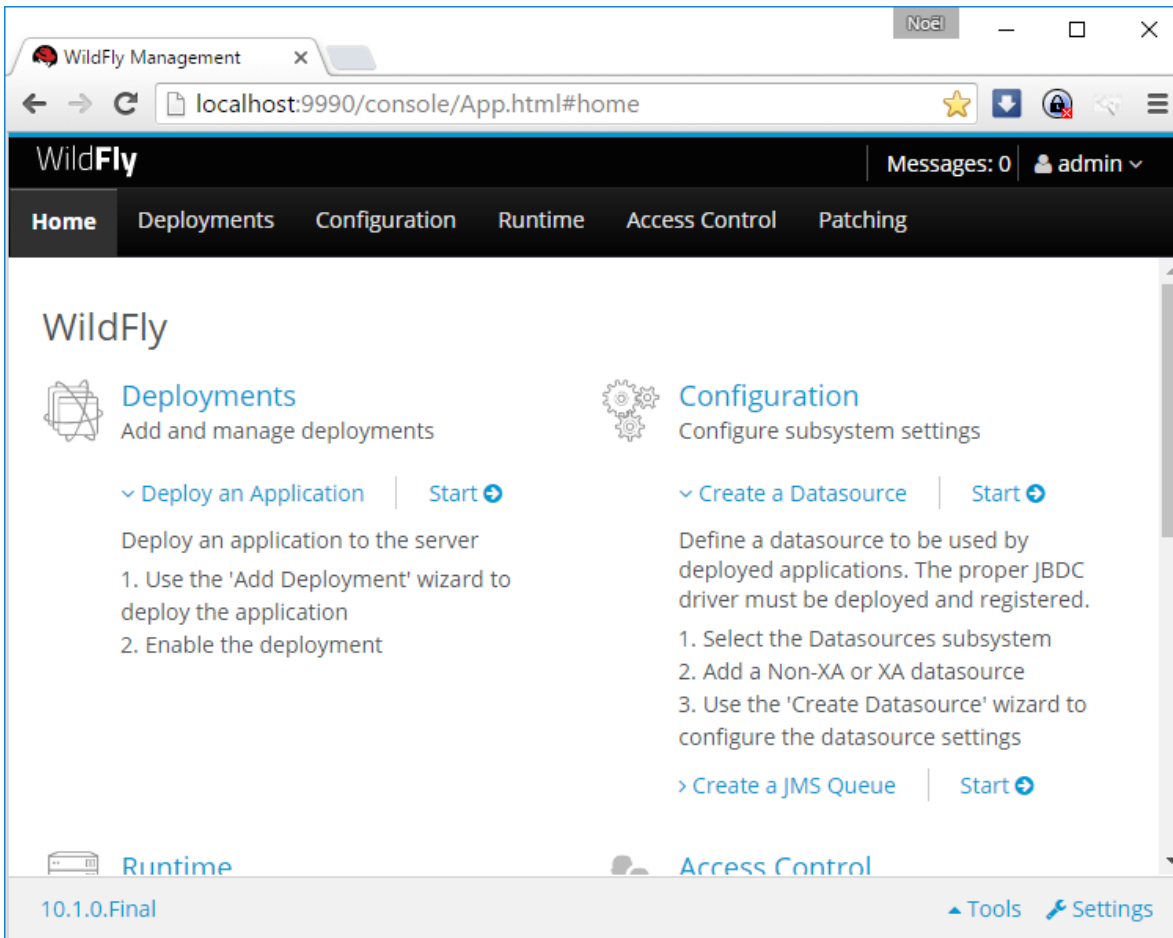 Noël
WildFly Management
localhost:9990/console/App.html#home
WildFly
Messages: 0 admin
Home Deployments Configuration Runtime Access Control Patching
WildFly
Deployments
Add and manage deployments
Deploy an Application Start
Deploy an application to the server
1. Use the 'Add Deployment' wizard to
deploy the application
2. Enable the deployment
Configuration
Configure subsystem settings
Create a Datasource Start
Define a datasource to be used by
deployed applications. The proper JBDC
driver must be deployed and registered.
1. Select the Datasources subsystem
2. Add a Non-XA or XA datasource
3. Use the 'Create Datasource' wizard to
configure the datasource settings
Create a JMS Queue Start
Runtime
Access Control
10.1.0.Final
Tools Settings